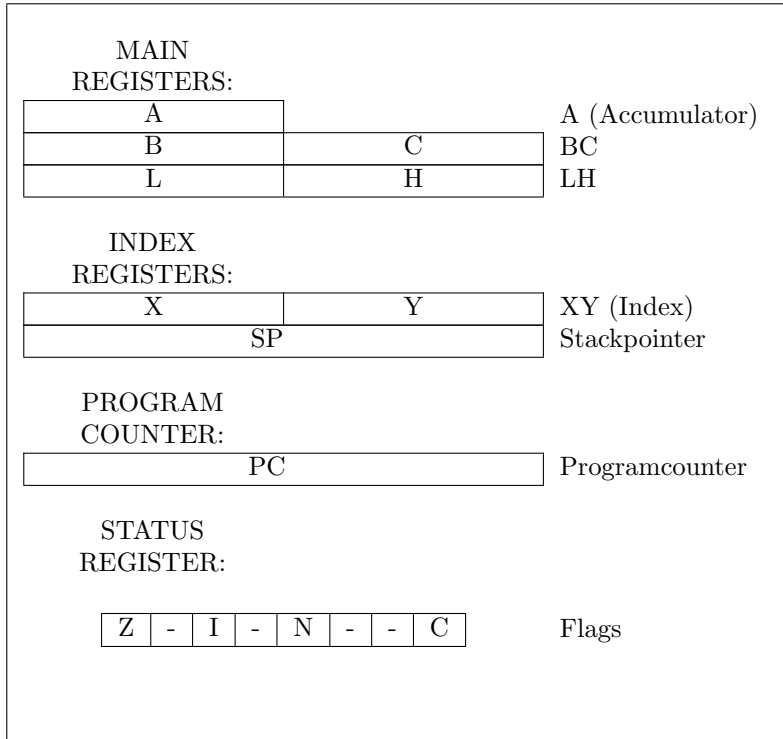 MAIN
REGISTERS:
A A (Accumulator)
B C BC
L H LH
INDEX
REGISTERS:
X Y XY (Index)
SP Stackpointer
PROGRAM
COUNTER:
PC Programcounter
STATUS
REGISTER:
Z - I - N - - C Flags